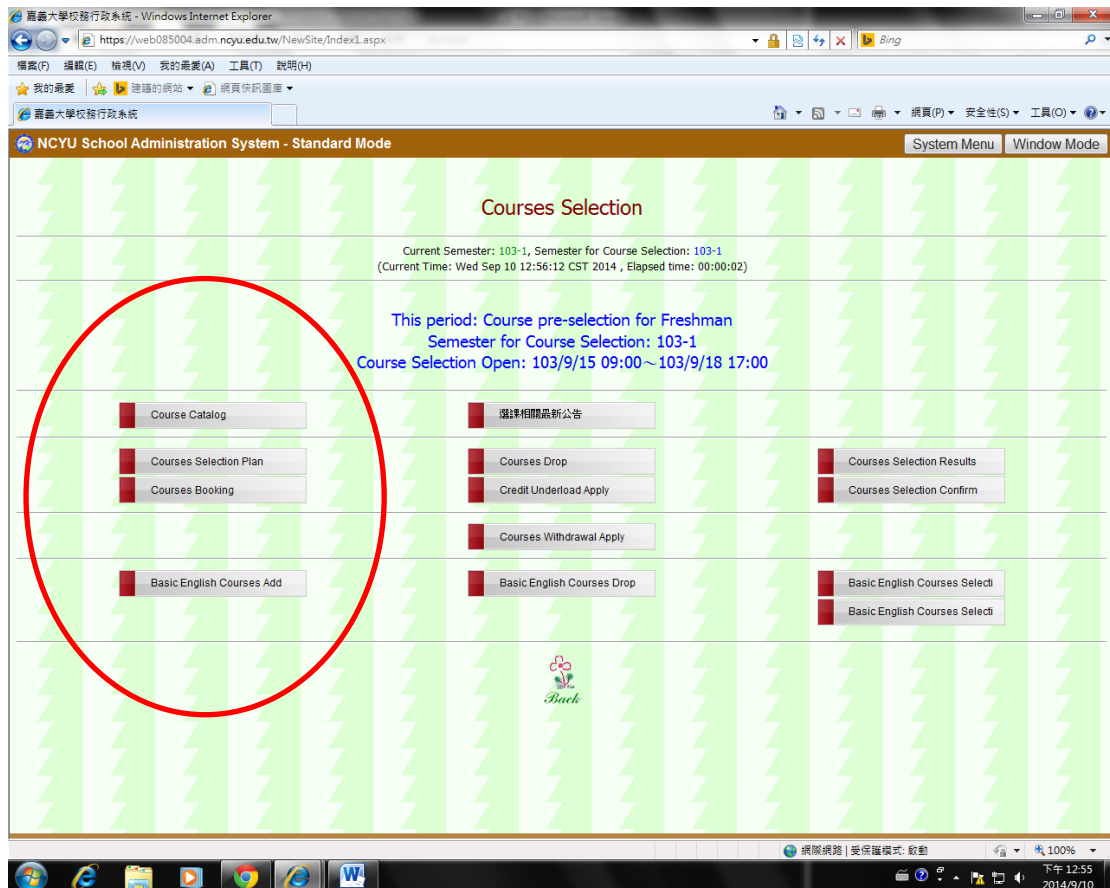 嘉義大學校務行政系統 - Windows Internet Explorer
https://web085004.adm.ncyu.edu.tw/NewSite/Index1.aspx
Bing
檔案(F) 編輯(E) 檢視(V) 我的最愛(A) 工具(T) 說明(H)
我的最愛 建議的網站 網頁快訊圖庫
嘉義大學校務行政系統
網頁(P) 安全性(S) 工具(O)
NCYU School Administration System - Standard Mode
System Menu Window Mode
Courses Selection
Current Semester: 103-1, Semester for Course Selection: 103-1
(Current Time: Wed Sep 10 12:56:12 CST 2014 , Elapsed time: 00:00:02)
This period: Course pre-selection for Freshman
Semester for Course Selection: 103-1
Course Selection Open: 103/9/15 09:00～103/9/18 17:00
Course Catalog 選課相關最新公告
Courses Selection Plan Courses Drop Courses Selection Results
Courses Booking Credit Underload Apply Courses Selection Confirm
Courses Withdrawal Apply
Basic English Courses Add Basic English Courses Drop Basic English Courses Selecti
Basic English Courses Selecti
Back
網際網路 | 受保護模式: 啟動 100%
下午 12:55
2014/9/10